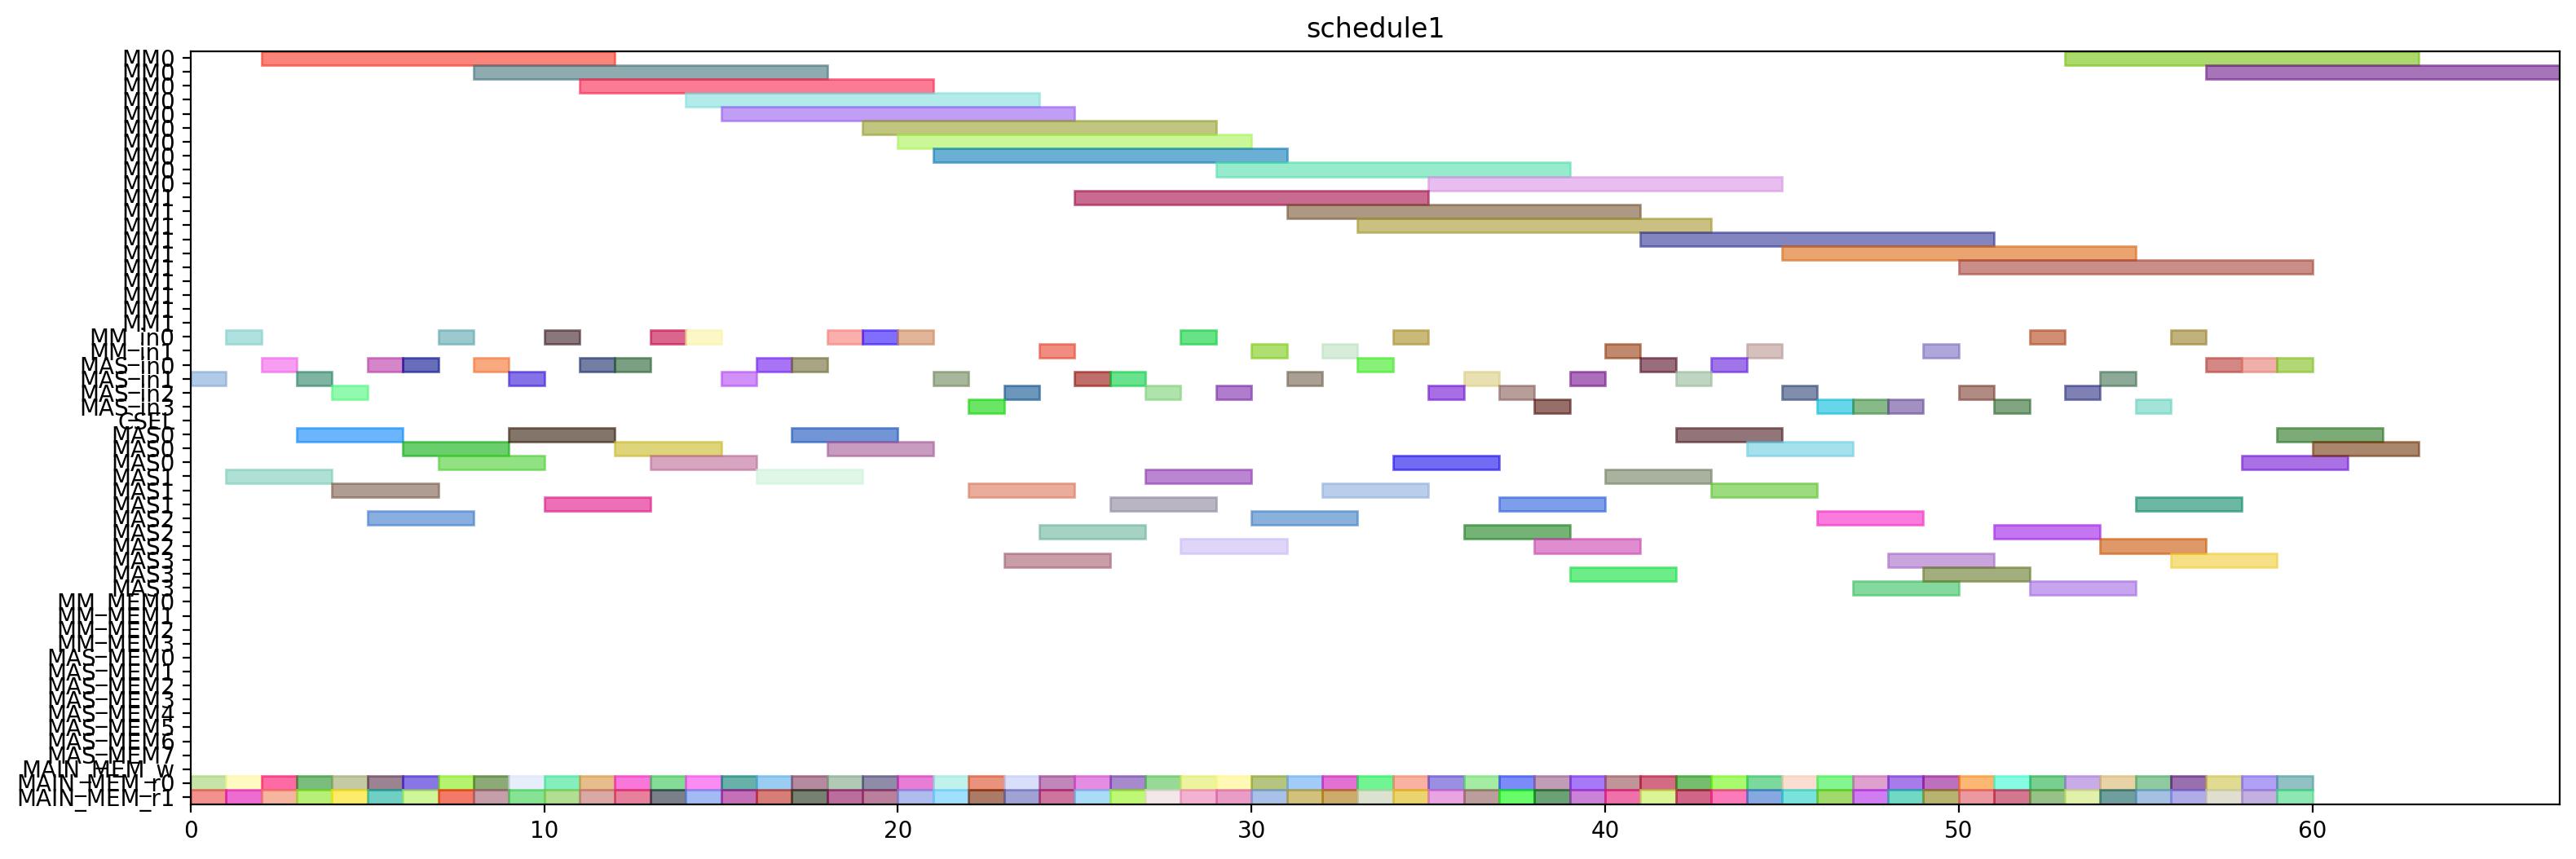 schedule1
MM0
MM0
MM0
MM0
MM0
MM0
MM0
MM0
MM0
MM0
MM1
MM1
MM1
MM1
MM1
MM1
MM1
MM1
MM1
MM1
MM_in0
MM_in1
MAS_in0
MAS_in1
MAS_in2
MAS_in3
CSEL
MAS0
MAS0
MAS0
MAS1
MAS1
MAS1
MAS2
MAS2
MAS2
MAS3
MAS3
MAS3
MM_MEM0
MM_MEM1
MM_MEM2
MM_MEM3
MAS_MEM0
MAS_MEM1
MAS_MEM2
MAS_MEM3
MAS_MEM4
MAS_MEM5
MAS_MEM6
MAS_MEM7
MAIN_MEM_w
MAIN_MEM_r0
MAIN_MEM_r1
0 10 20 30 40 50 60